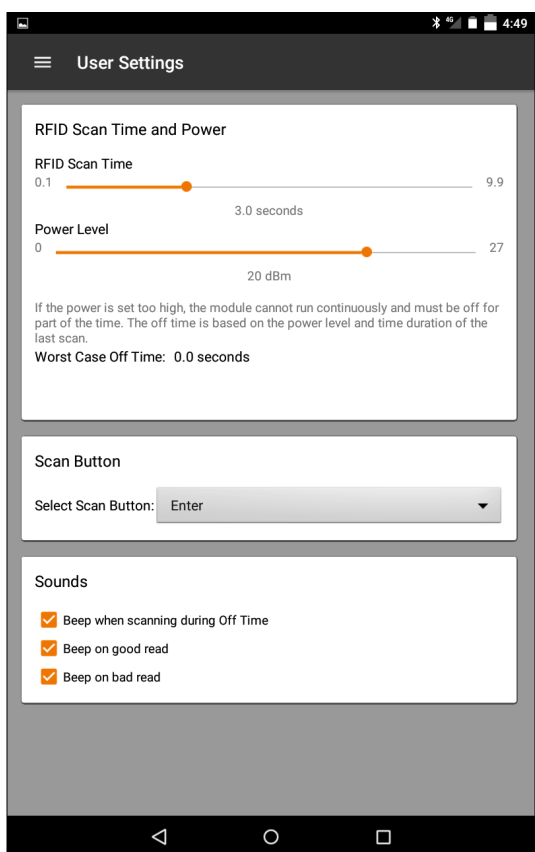 4G 4:49
User Settings
RFID Scan Time and Power
RFID Scan Time
0.1 9.9
3.0 seconds
Power Level
0 27
20 dBm
If the power is set too high, the module cannot run continuously and must be off for
part of the time. The off time is based on the power level and time duration of the
last scan.
Worst Case Off Time: 0.0 seconds
Scan Button
Select Scan Button: Enter
Sounds
Beep when scanning during Off Time
Beep on good read
Beep on bad read